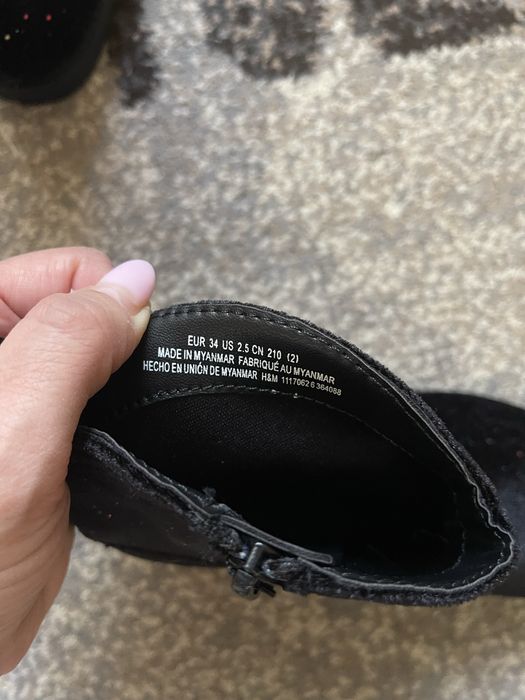 EUR 34 US 2.5 CN 210 (2)
MADE IN MYANMAR FABRIQUÉ AU MYANMAR
HECHO EN UNIÓN DE MYANMAR H&M 1117062 6 364088